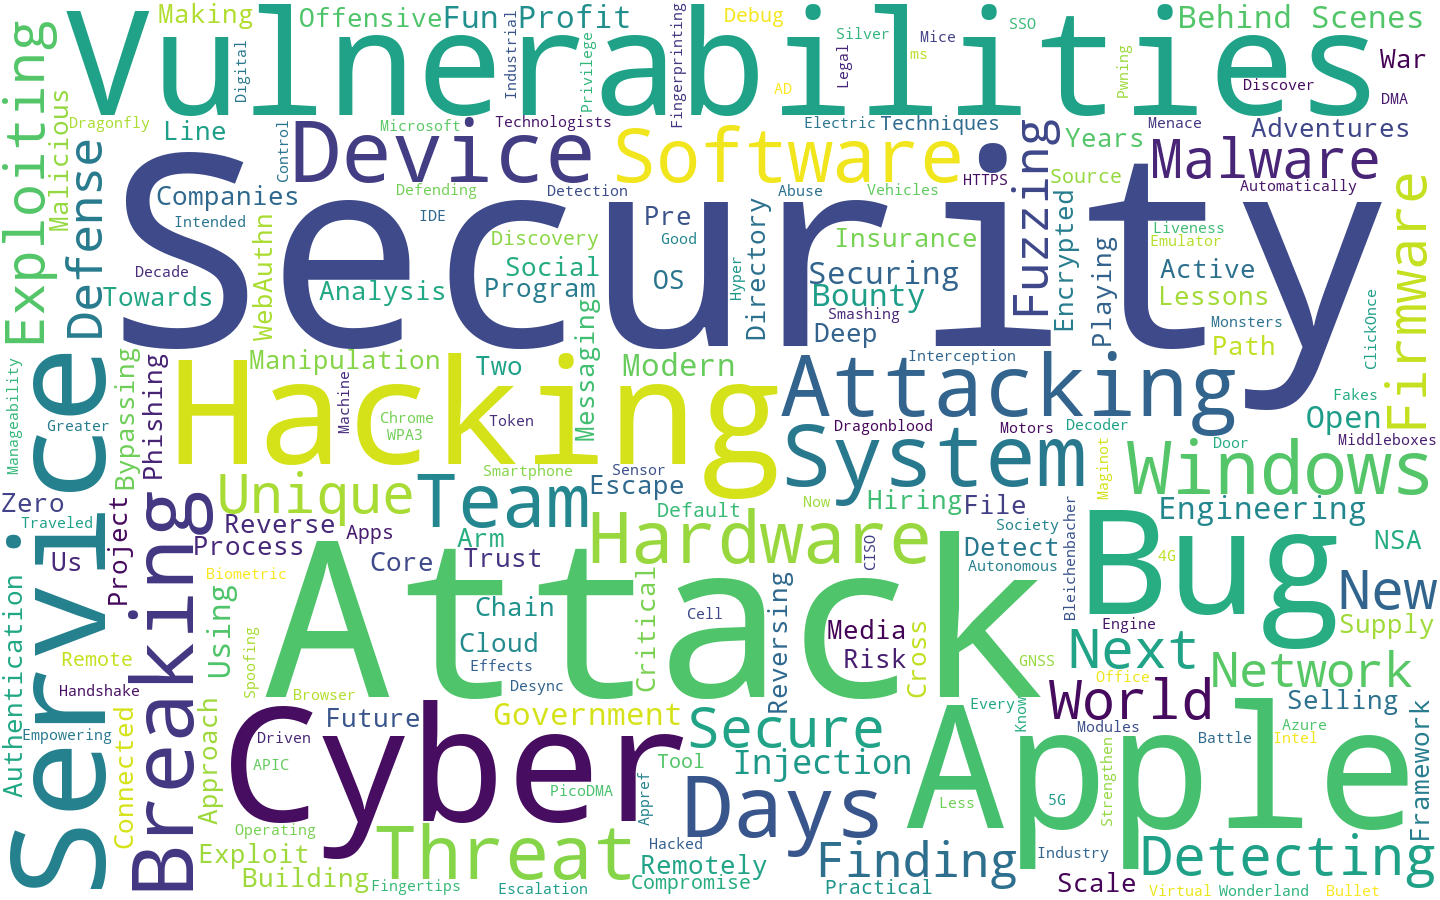 Vulnerabilities
Security
Attack
Hacking
Cyber
Apple
Service
Bug
Device
Software
Attacking
System
Malware
Windows
Breaking
Team
Unique
Hardware
Threat
Days
Secure
World
Next
New
Network
Finding
Detecting
Firmware
Fuzzing
Exploiting
Defense
Making
Offensive
Fun
Profit
Debug
Behind Scenes
Silver
Mice
SSO
ms
Legal
War
Digital
Industrial
Privilege
Fingerprinting
AD
Pwning
Discover
DMA
Dragonfly
Line
Malicious
Control
Microsoft
Technologists
Electric
Techniques
Years
Menace
Adventures
Companies
Intended
Defending
IDE
Detection
Abuse
Vehicles
HTTPS
Source
Automatically
Pre
Good
Discovery
Social
Program
OS
Hyper
Directory
Insurance
Securing
Bounty
Smashing
Deep
Encrypted
Playing
Liveness
Emulator
Active
Lessons
Monsters
Path
ClickOnce
Decade
Towards
WebAuthn
Analysis
Messaging
Manipulation
Two
Modern
Interception
Fakes
Open
Middleboxes
Manageability
Greater
Bypassing
Phishing
Machine
Chrome
WPA3
Token
Dragonblood
Motors
Decoder
Door
Maginot
Smartphone
Sensor
Escape
Default
Now
Hiring
File
Society
Engineering
Zero
Traveled
Us
Project
Reverse
Process
Apps
Arm
Core
Trust
CISO
Detect
Autonomous
Bleichenbacher
4G
NSA
Biometric
Authentication
Using
Chain
Cloud
Effects
Critical
Cell
Reversing
Media
Risk
Cross
GNSS
Engine
Supply
Remote
Handshake
Spoofing
Browser
Desync
Office
Selling
Empowering
Connected
Approach
Future
Driven
APIC
Government
Tool
Injection
Every
Know
Modules
Battle
Azure
Intel
Framework
PicoDMA
Appref
Less
5G
Strengthen
Operating
Exploit
Building
Fingertips
Escalation
Hacked
Remotely
Compromise
Practical
Industry
Scale
Virtual
Wonderland
Bullet